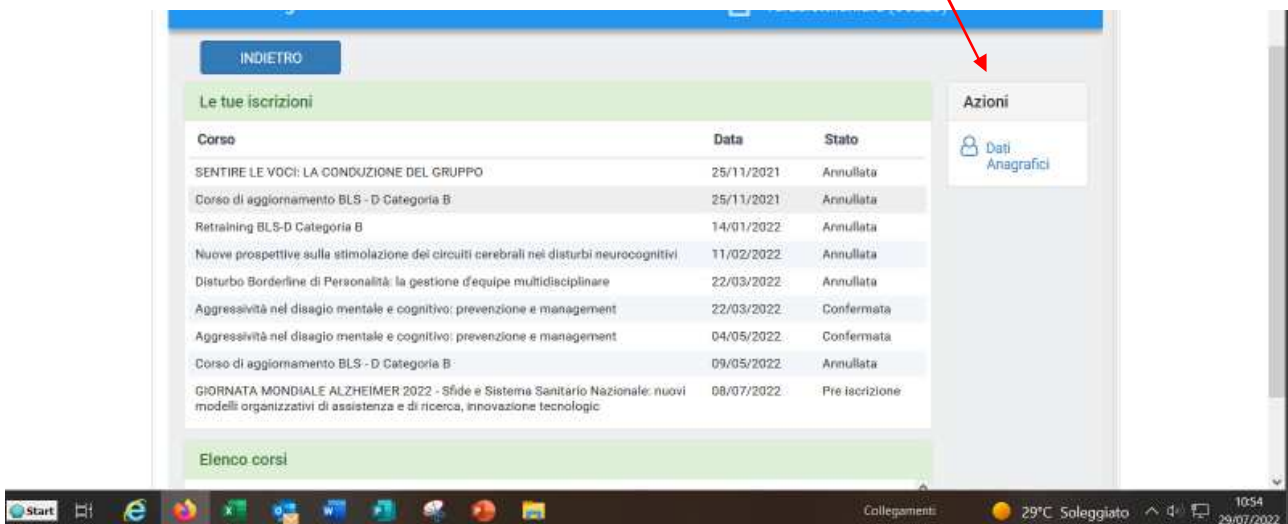 INDIETRO
Le tue iscrizioni
Azioni
Corso Data Stato
Dati
Anagrafici
SENTIRE LE VOCI: LA CONDUZIONE DEL GRUPPO 25/11/2021 Annullata
Corso di aggiornamento BLS - D Categoria B 25/11/2021 Annullata
Retraining BLS-D Categoria B 14/01/2022 Annullata
Nuove prospettive sulla stimolazione dei circuiti cerebrali nei disturbi neurocognitivi 11/02/2022 Annullata
Disturbo Borderline di Personalità: la gestione d'equipe multidisciplinare 22/03/2022 Annullata
Aggressività nel disagio mentale e cognitivo: prevenzione e management 22/03/2022 Confermata
Aggressività nel disagio mentale e cognitivo: prevenzione e management 04/05/2022 Confermata
Corso di aggiornamento BLS - D Categoria B 09/05/2022 Annullata
GIORNATA MONDIALE ALZHEIMER 2022 - Sfide e Sistema Sanitario Nazionale: nuovi 08/07/2022 Pre iscrizione
modelli organizzativi di assistenza e di ricerca, innovazione tecnologic
Elenco corsi
Start
Collegamenti
29°C Soleggiato
10:54
29/07/2022